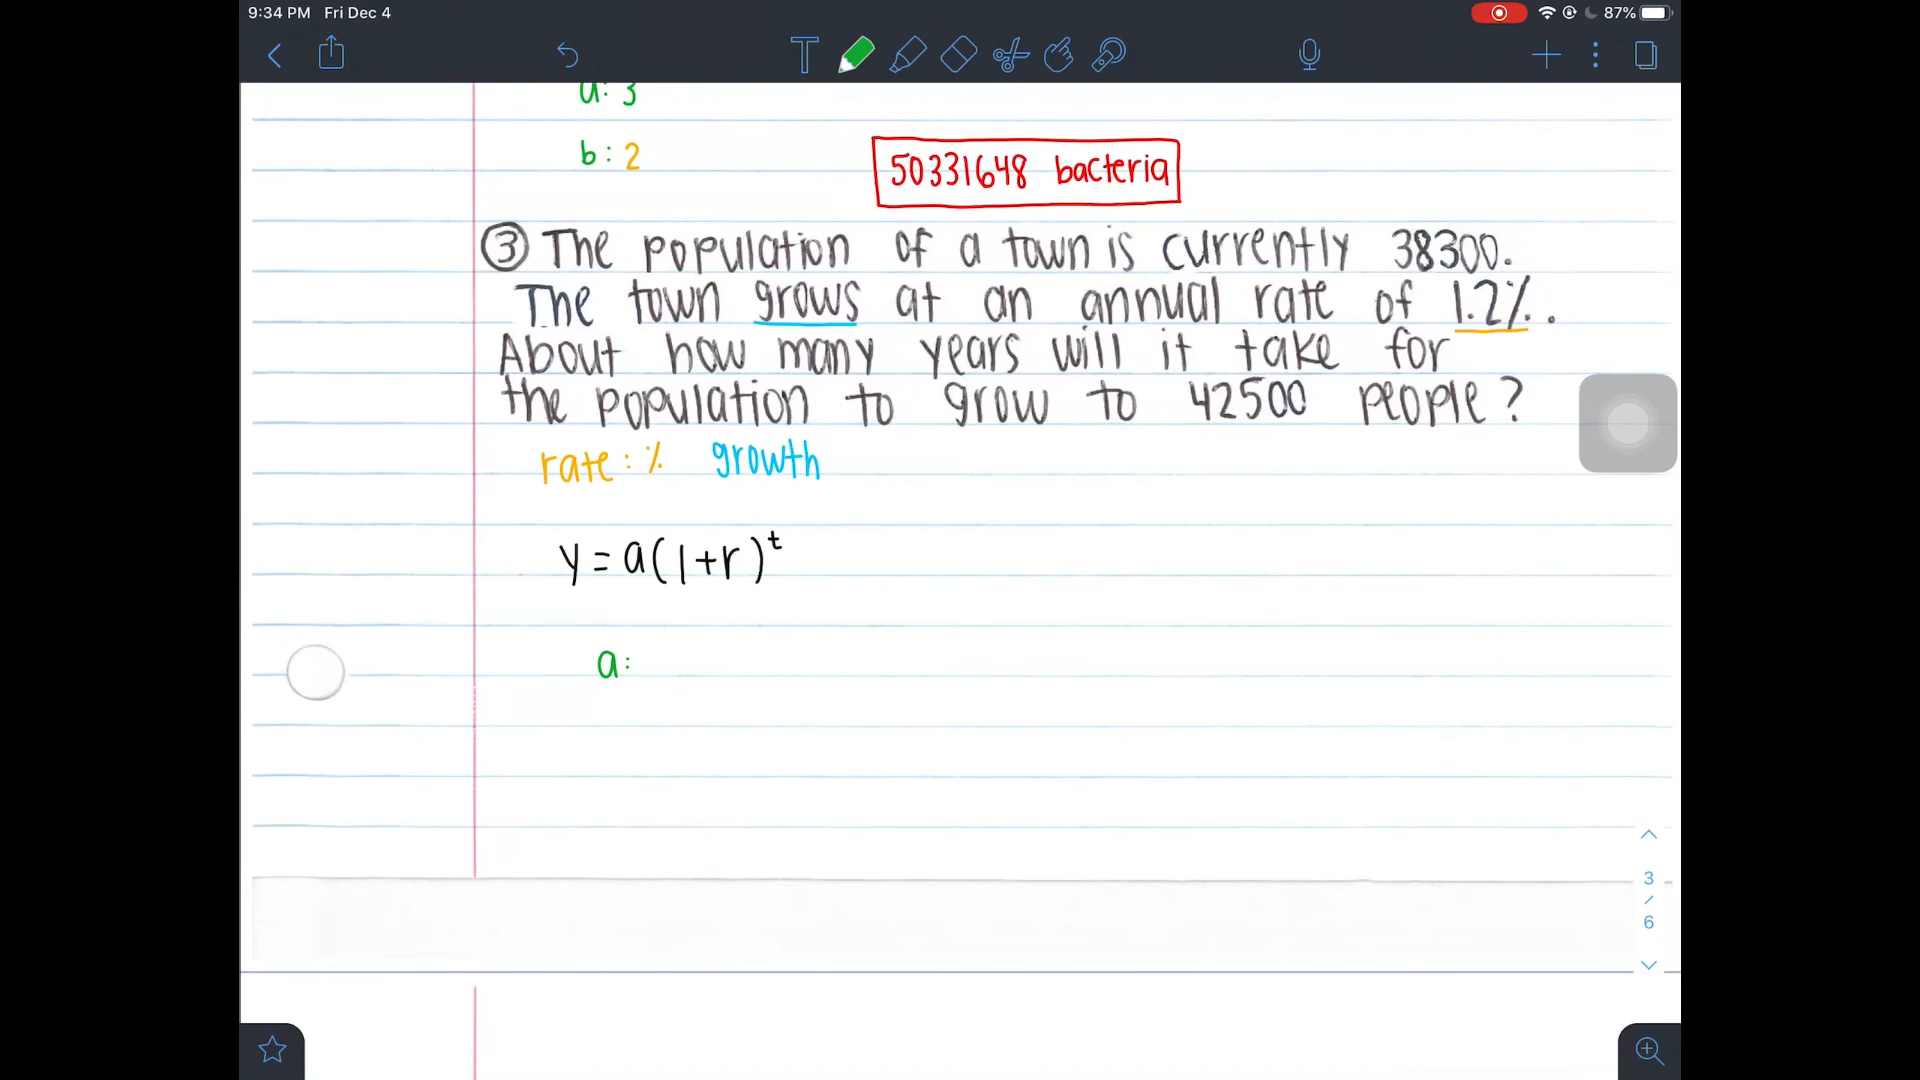 9:34 PM Fri Dec 4
87%
T
a: 3
b: 2
50331648 bacteria
③ The population of a town is currently 38300.
The town grows at an annual rate of 1.2%.
About how many years will it take for
the population to grow to 42500 people?
rate: % growth
y = a(1+r)^t
a:
3
/
6